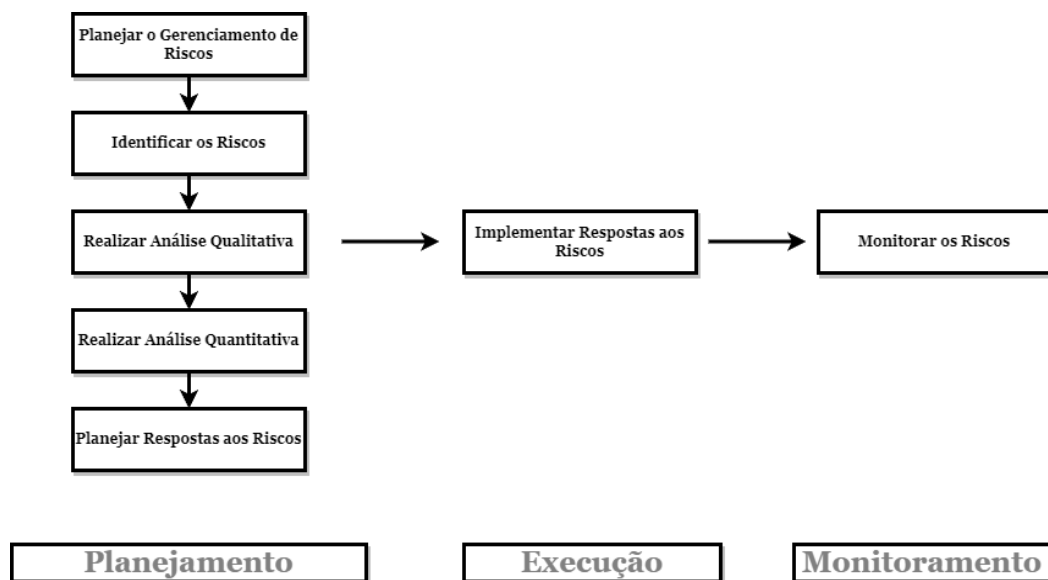 Planejar o Gerenciamento de
Riscos
Identificar os Riscos
Realizar Análise Qualitativa
Realizar Análise Quantitativa
Planejar Respostas aos Riscos
Implementar Respostas aos
Riscos
Monitorar os Riscos
Planejamento
Execução
Monitoramento